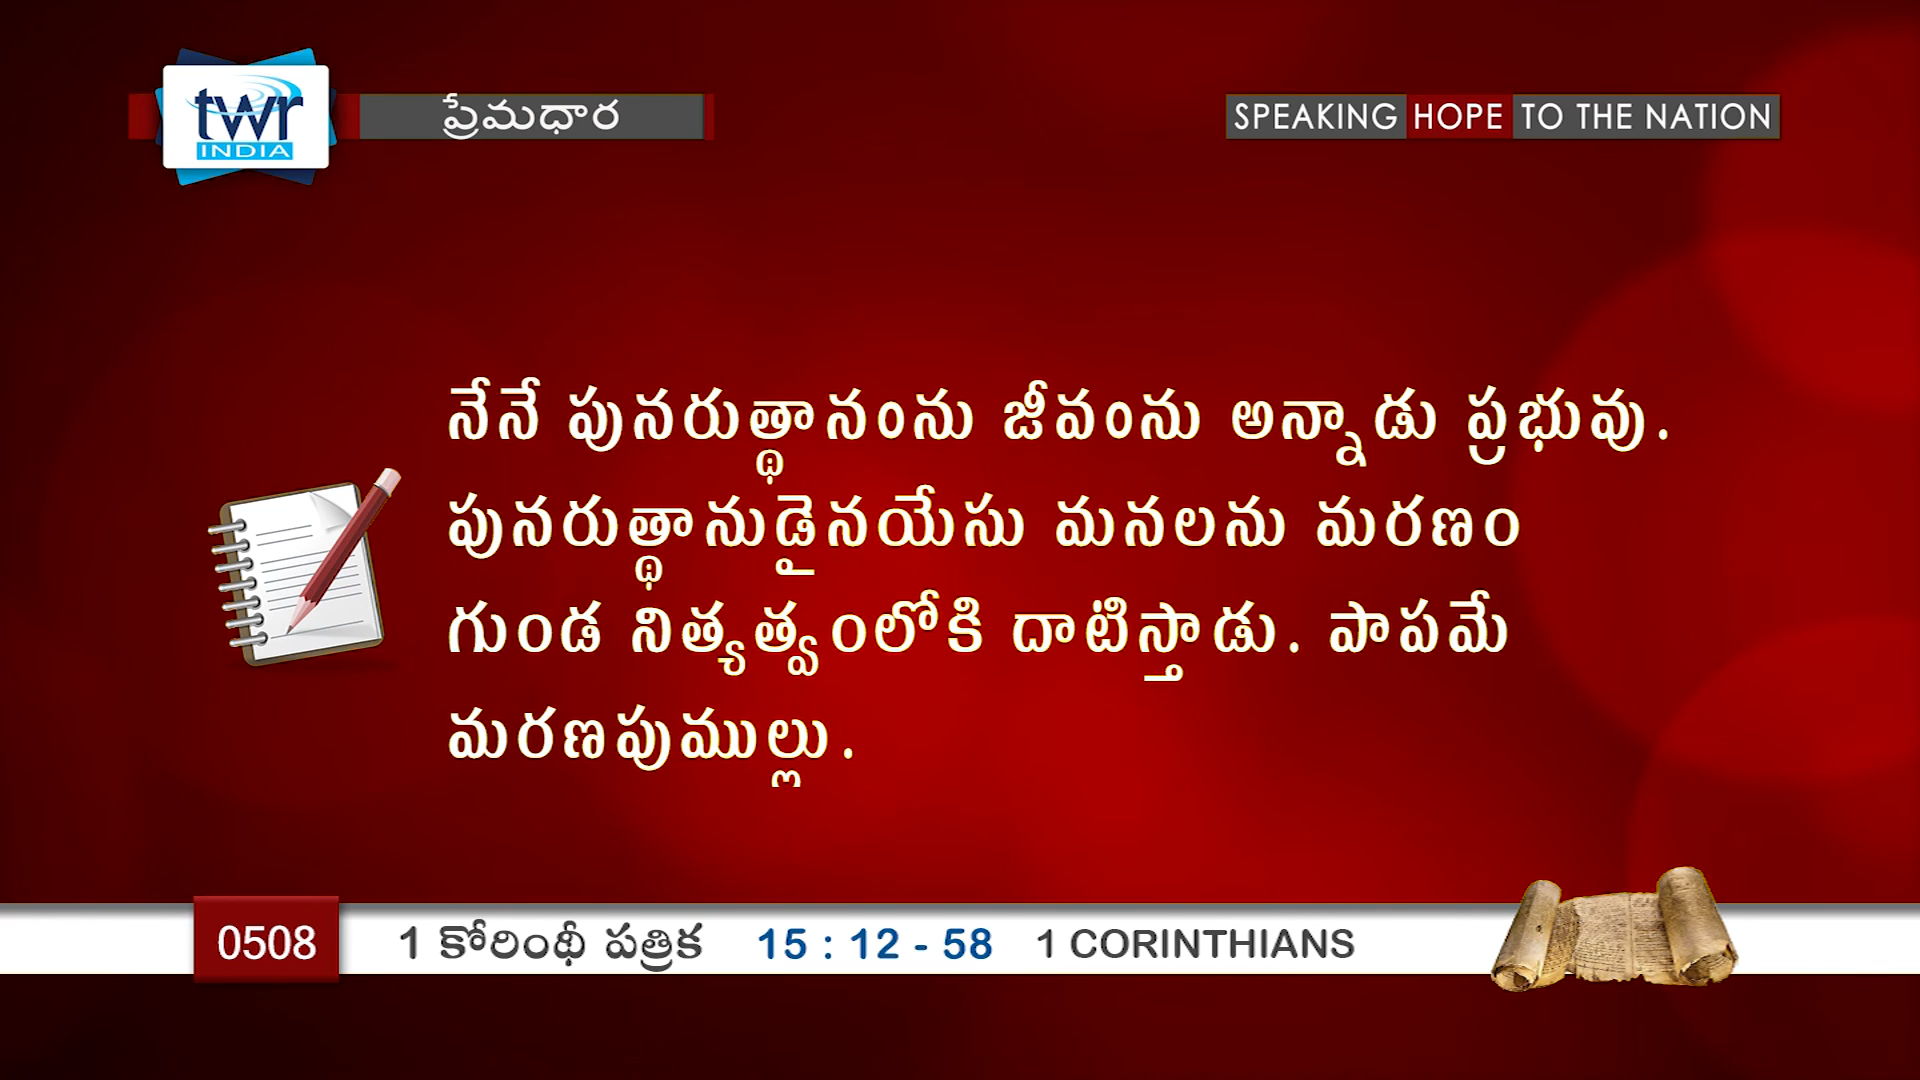 twr
INDIA
ప్రేమధార
SPEAKING HOPE TO THE NATION
నేనే పునరుత్థానంను జీవంను అన్నాడు ప్రభువు.
పునరుత్థానుడైనయేసు మనలను మరణం
గుండ నిత్యత్వంలోకి దాటిస్తాడు. పాపమే
మరణపుముల్లు.
0508 1 కోరింథీ పత్రిక 15 : 12 - 58 1 CORINTHIANS